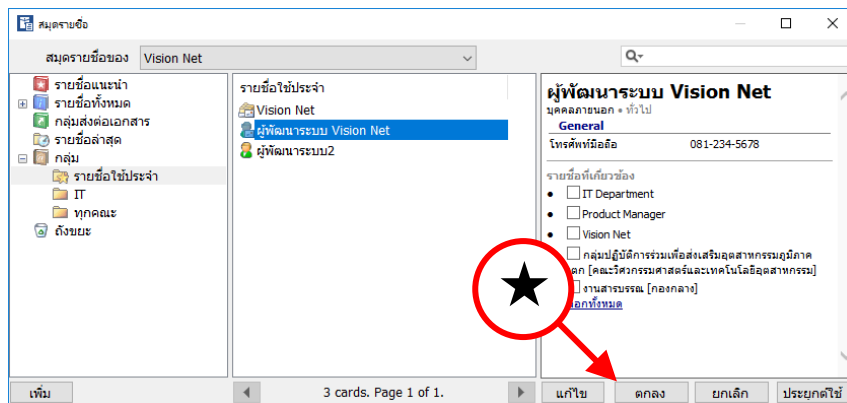 สมุดรายชื่อ
สมุดรายชื่อของ Vision Net
รายชื่อแนะนำ
รายชื่อทั้งหมด
กลุ่มส่งต่อเอกสาร
รายชื่อล่าสุด
กลุ่ม
รายชื่อใช้ประจำ
IT
ทุกคณะ
ถังขยะ
รายชื่อใช้ประจำ
Vision Net
ผู้พัฒนาระบบ Vision Net
ผู้พัฒนาระบบ2
ผู้พัฒนาระบบ Vision Net
บุคคลภายนอก • ทั่วไป
General
โทรศัพท์มือถือ 081-234-5678
รายชื่อที่เกี่ยวข้อง
IT Department
Product Manager
Vision Net
กลุ่มปฏิบัติการร่วมเพื่อส่งเสริมอุตสาหกรรมภูมิภาค
ตก [คณะวิศวกรรมศาสตร์และเทคโนโลยีอุตสาหกรรม]
งานสารบรรณ [กองกลาง]
อกทั้งหมด
เพิ่ม 3 cards. Page 1 of 1. แก้ไข ตกลง ยกเลิก ประยุกต์ใช้